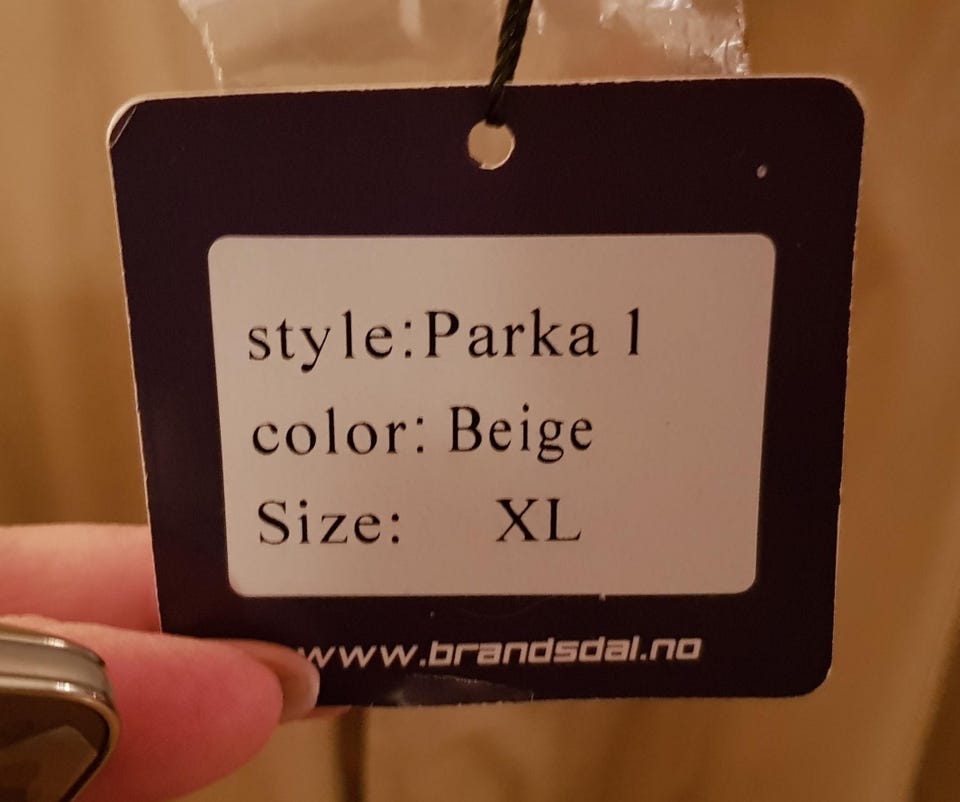 style:Parka 1
color: Beige
Size: XL
www.brandsdal.no